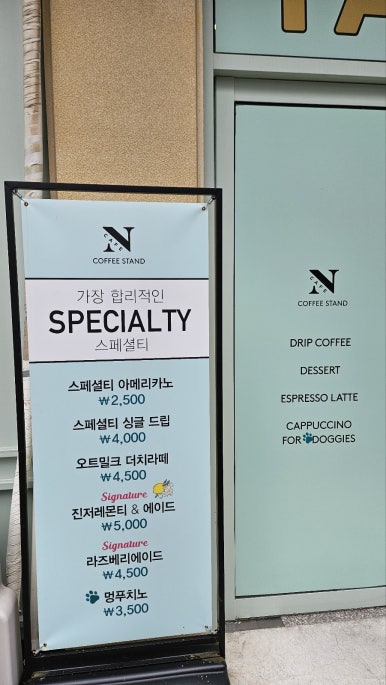 TA
N
CAFE
COFFEE STAND
가장 합리적인
SPECIALTY
스페셜티
스페셜티 아메리카노
₩2,500
스페셜티 싱글 드립
₩4,000
오트밀크 더치라떼
₩4,500
Signature
진저레몬티 & 에이드
₩5,000
Signature
라즈베리에이드
₩4,500
멍푸치노
₩3,500
N
CAFE
COFFEE STAND
DRIP COFFEE
DESSERT
ESPRESSO LATTE
CAPPUCCINO
FOR DOGGIES